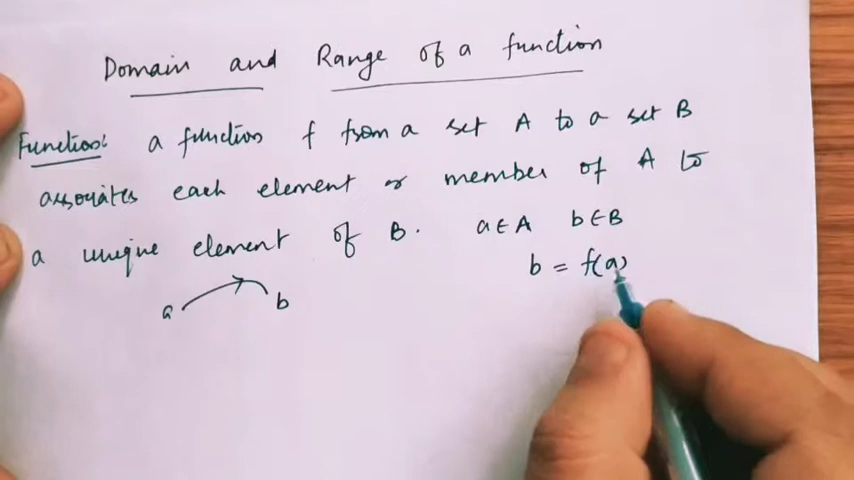 Domain and Range of a function
Function: a function f from a set A to a set B
associates each element or member of A to
a unique element of B. a ∈ A b ∈ B
b = f(a)
a b